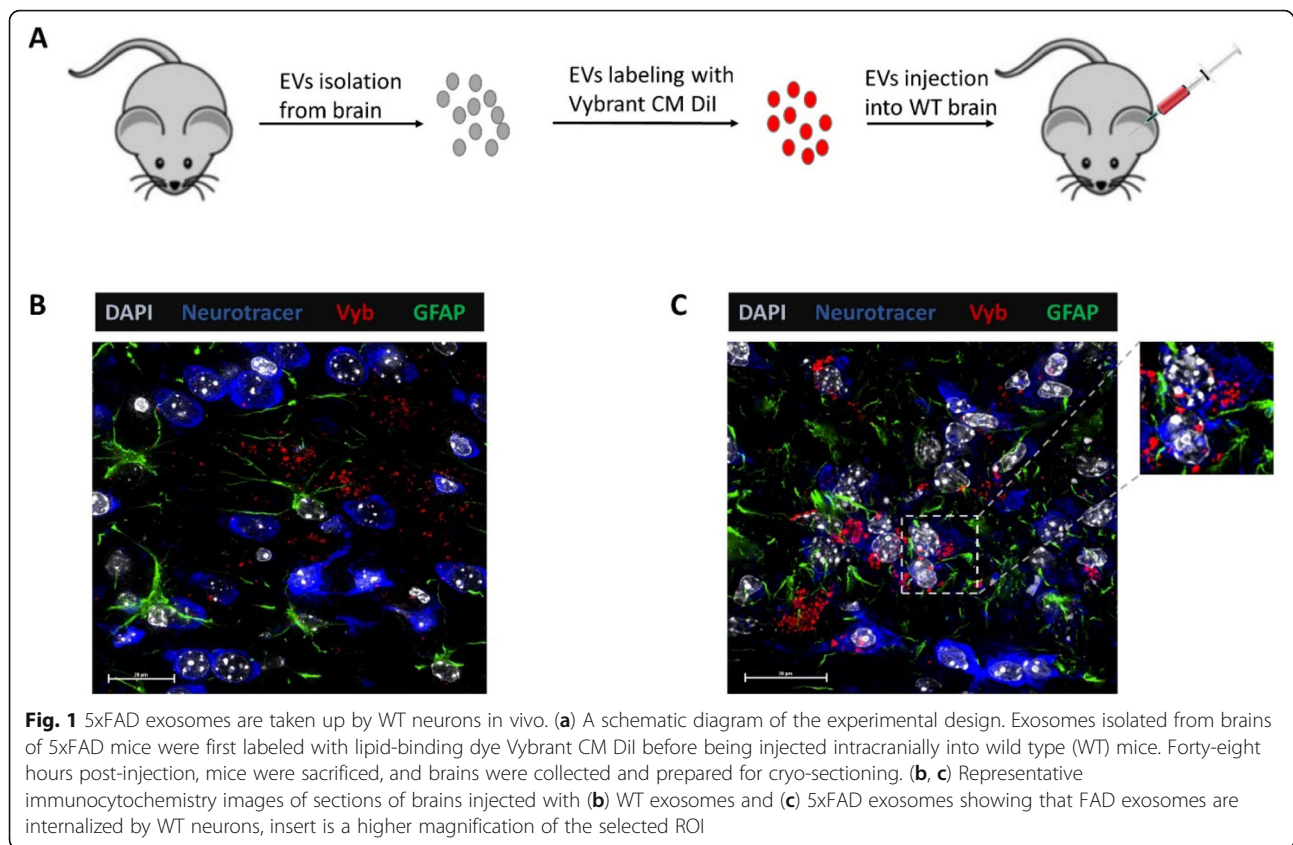 A
EVs isolation
from brain
EVs labeling with
Vybrant CM DiI
EVs injection
into WT brain
B
DAPI Neurotracer Vyb GFAP
20 µm
C
DAPI Neurotracer Vyb GFAP
20 µm
Fig. 1 5xFAD exosomes are taken up by WT neurons in vivo. (a) A schematic diagram of the experimental design. Exosomes isolated from brains
of 5xFAD mice were first labeled with lipid-binding dye Vybrant CM DiI before being injected intracranially into wild type (WT) mice. Forty-eight
hours post-injection, mice were sacrificed, and brains were collected and prepared for cryo-sectioning. (b, c) Representative
immunocytochemistry images of sections of brains injected with (b) WT exosomes and (c) 5xFAD exosomes showing that FAD exosomes are
internalized by WT neurons, insert is a higher magnification of the selected ROI